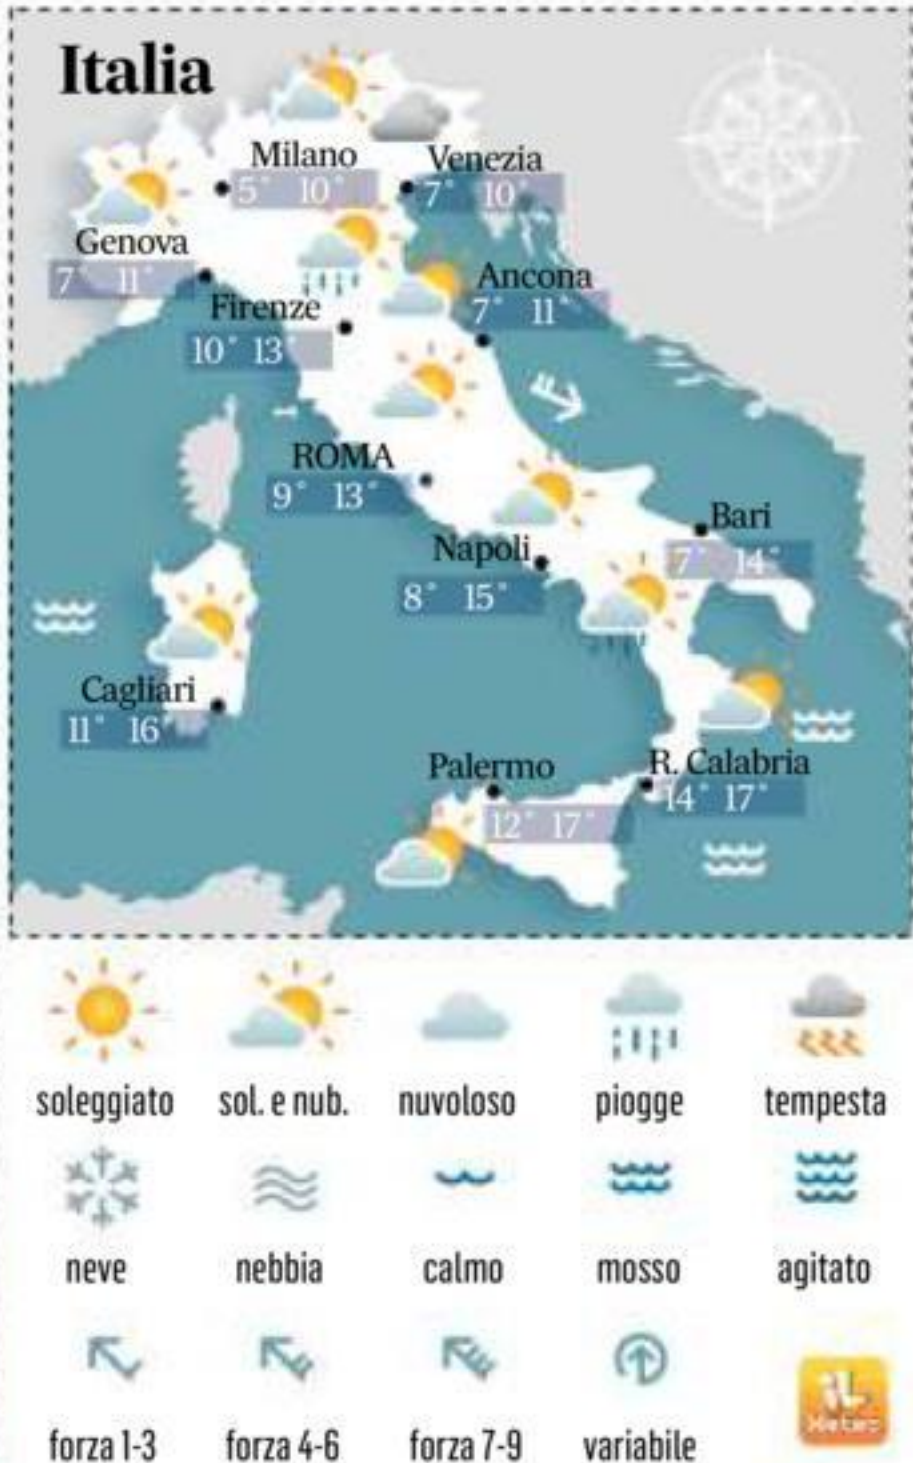 Italia
Milano
5° 10°
Venezia
7° 10°
Genova
7° 11°
Firenze
10° 13°
Ancona
7° 11°
ROMA
9° 13°
Bari
7° 14°
Napoli
8° 15°
Cagliari
11° 16°
Palermo
12° 17°
R. Calabria
14° 17°
soleggiato sol. e nub. nuvoloso piogge tempesta
neve nebbia calmo mosso agitato
forza 1-3 forza 4-6 forza 7-9 variabile